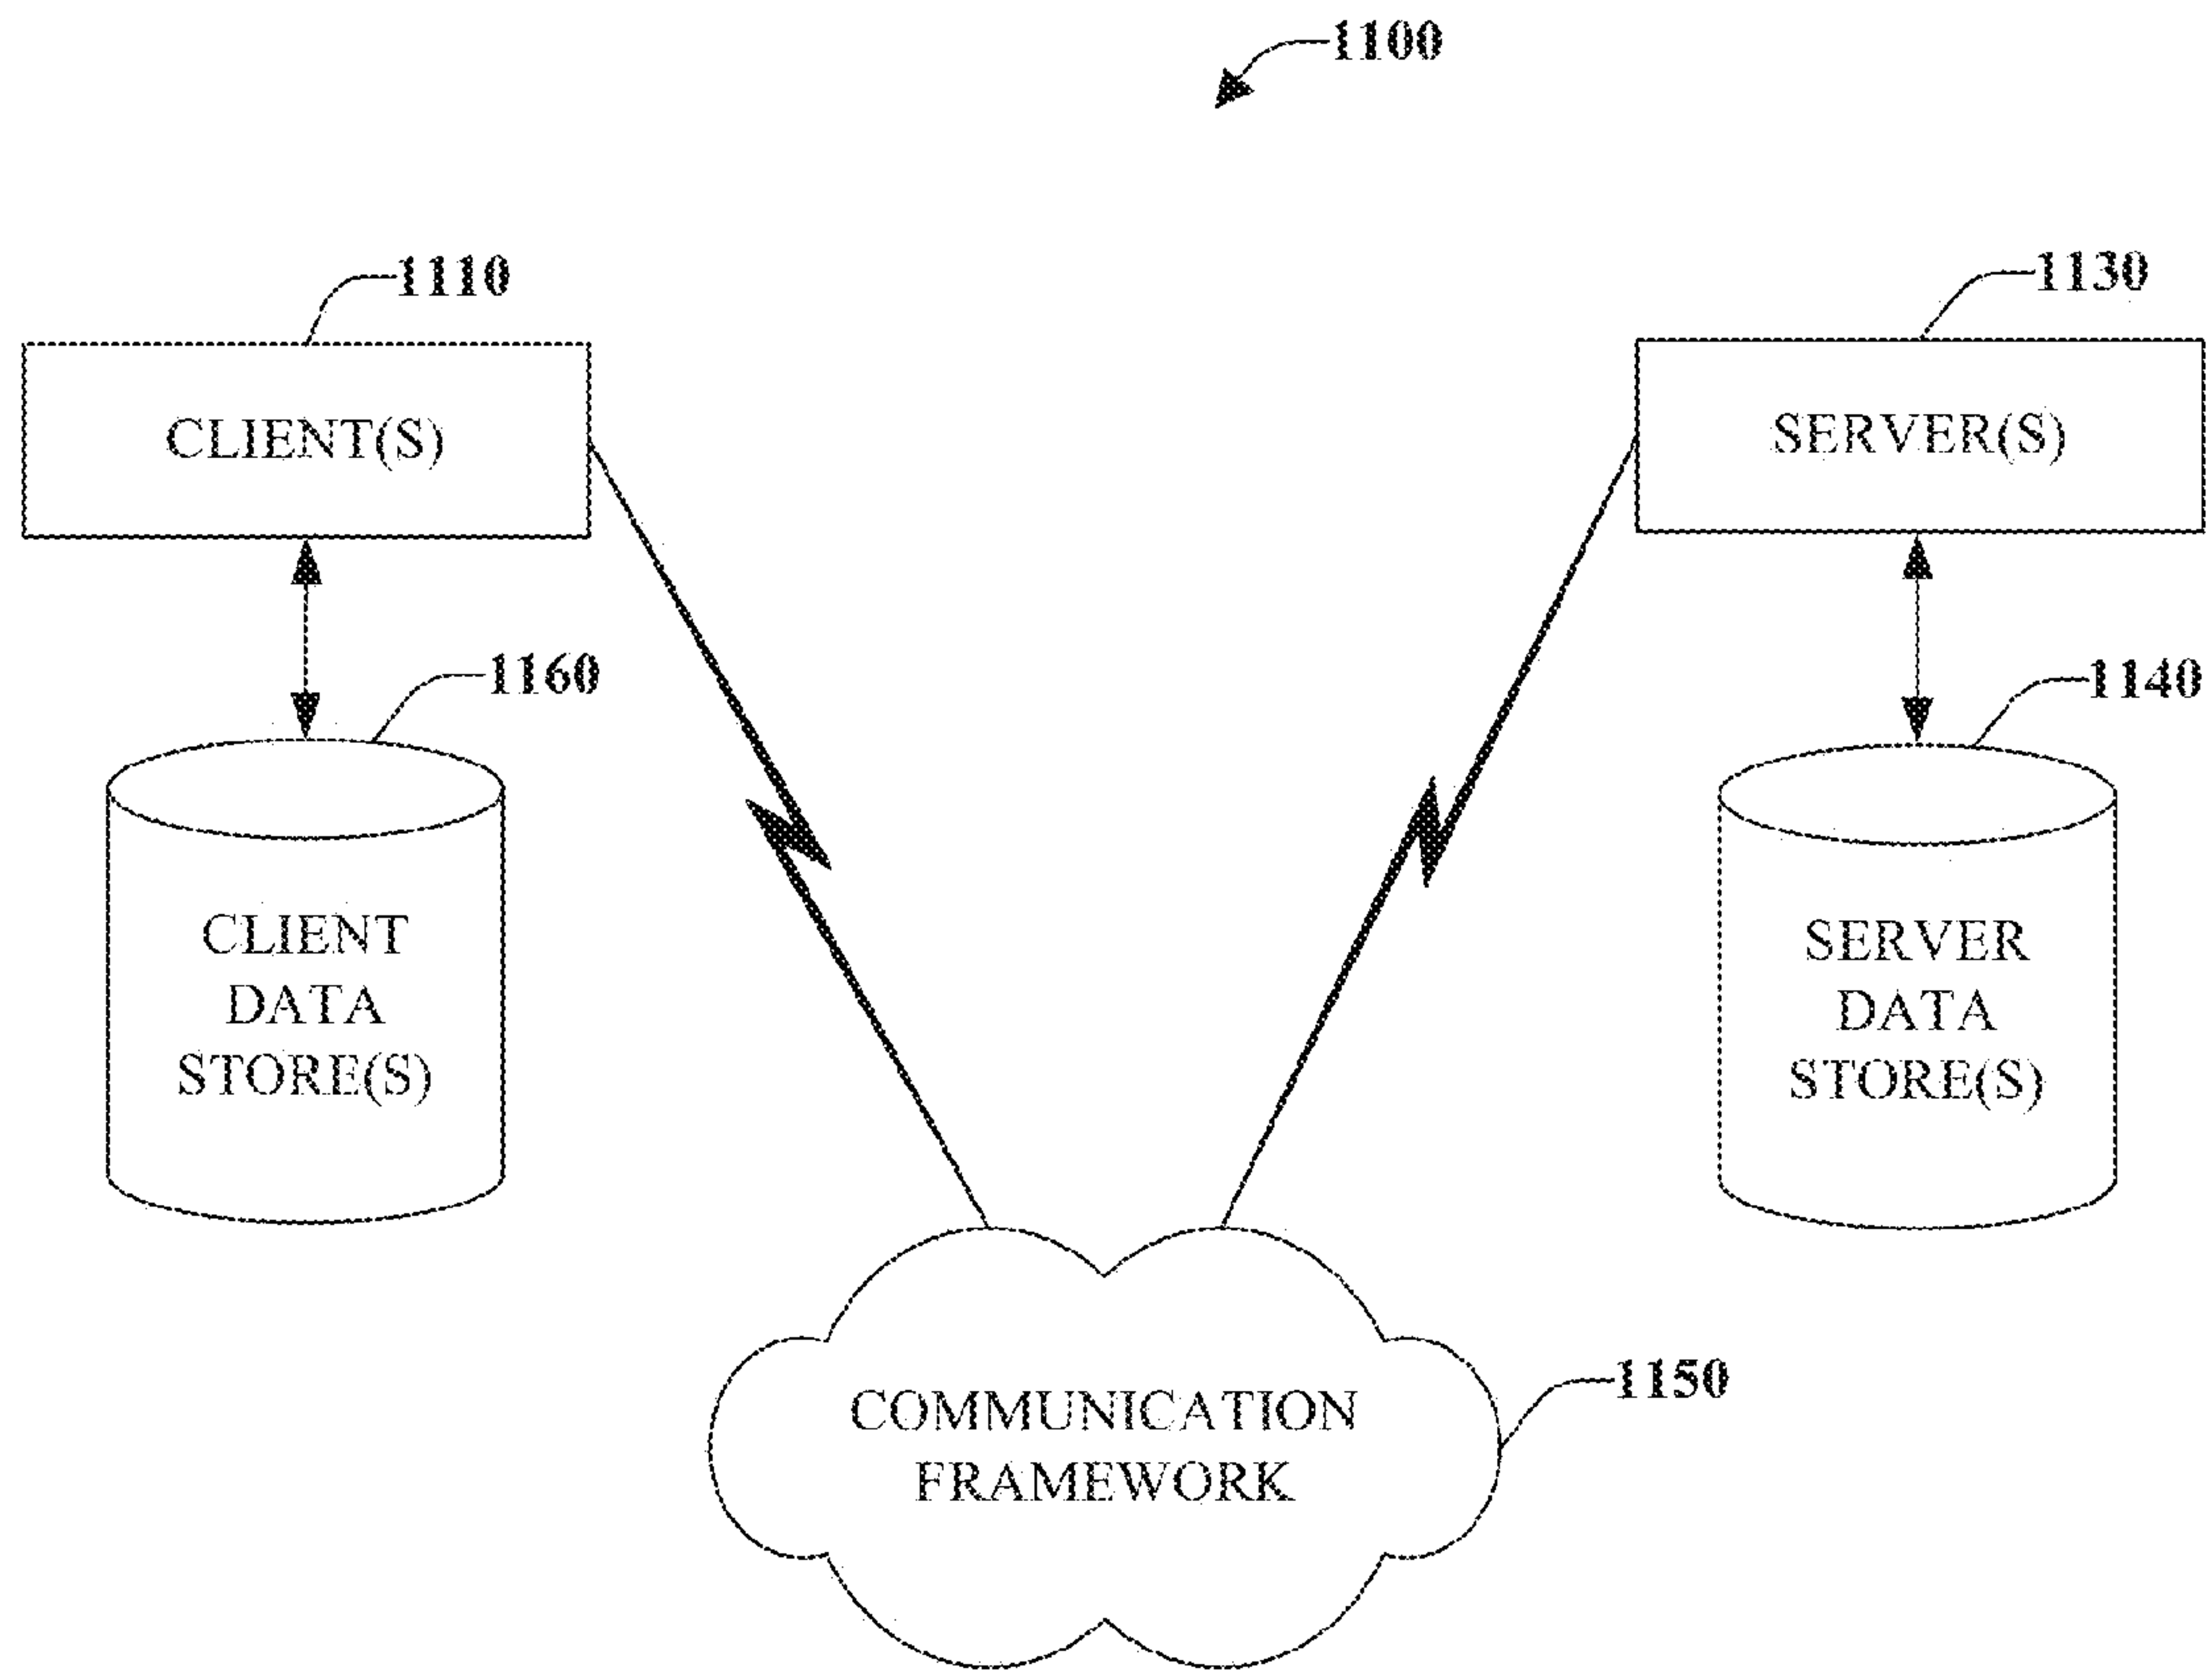 1100
1110
1130
CLIENT(S)
SERVER(S)
1160
1140
CLIENT
DATA
STORE(S)
SERVER
DATA
STORE(S)
1150
COMMUNICATION
FRAMEWORK